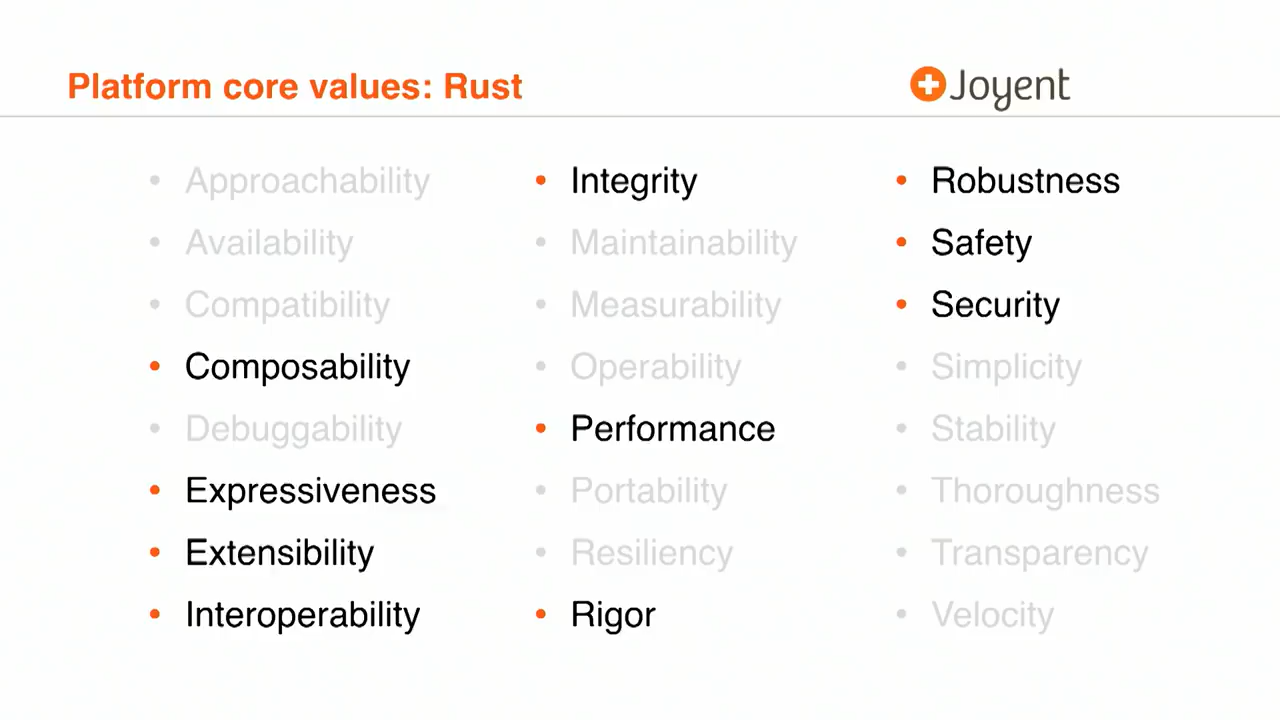 Platform core values: Rust
Joyent
• Approachability
• Availability
• Compatibility
• Composability
• Debuggability
• Expressiveness
• Extensibility
• Interoperability
• Integrity
• Maintainability
• Measurability
• Operability
• Performance
• Portability
• Resiliency
• Rigor
• Robustness
• Safety
• Security
• Simplicity
• Stability
• Thoroughness
• Transparency
• Velocity